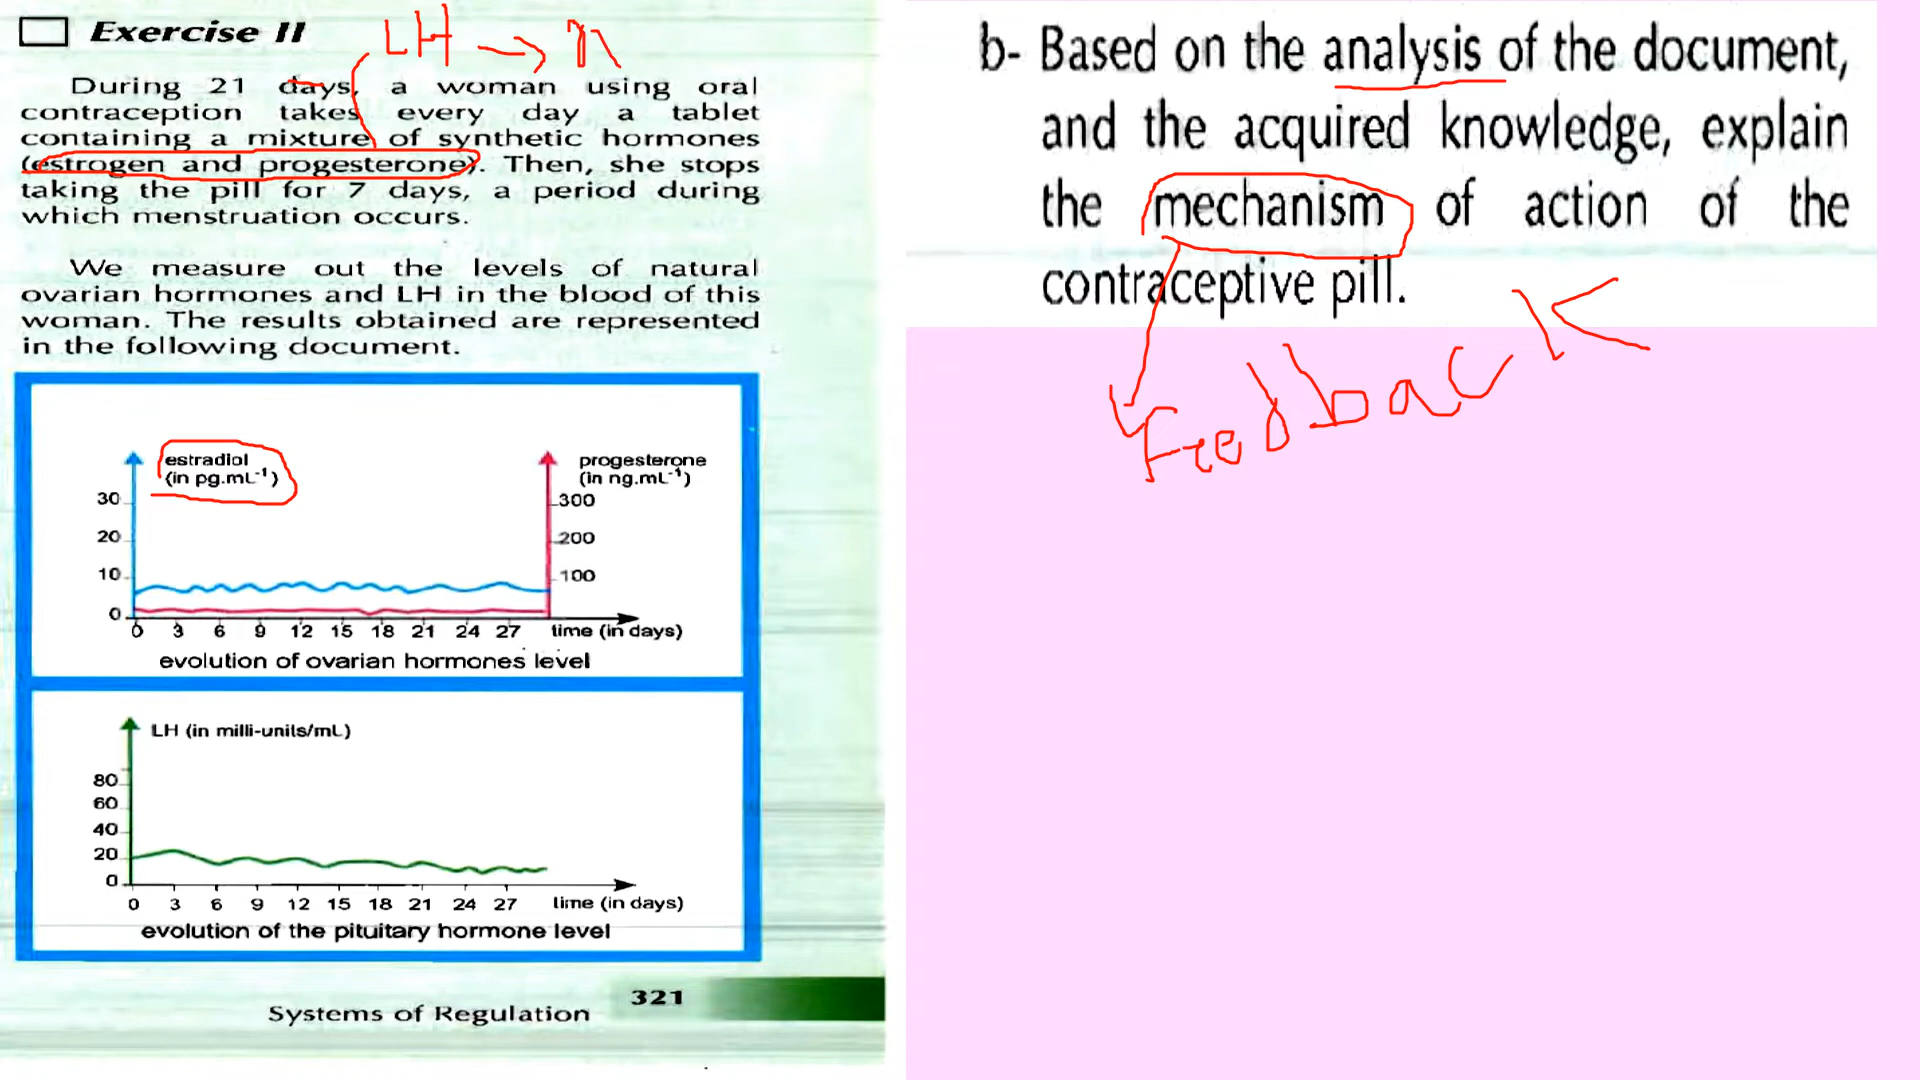 Exercise II
LH →
During 21 days, a woman using oral
contraception takes every day a tablet
containing a mixture of synthetic hormones
(estrogen and progesterone). Then, she stops
taking the pill for 7 days, a period during
which menstruation occurs.
We measure out the levels of natural
ovarian hormones and LH in the blood of this
woman. The results obtained are represented
in the following document.
estradiol
(in pg.mL⁻¹)
progesterone
(in ng.mL⁻¹)
30
20
10
0
300
200
100
0 3 6 9 12 15 18 21 24 27 time (in days)
evolution of ovarian hormones level
LH (in milli-units/mL)
80
60
40
20
0
0 3 6 9 12 15 18 21 24 27 time (in days)
evolution of the pituitary hormone level
321
Systems of Regulation
b- Based on the analysis of the document,
and the acquired knowledge, explain
the mechanism of action of the
contraceptive pill.
Feedback